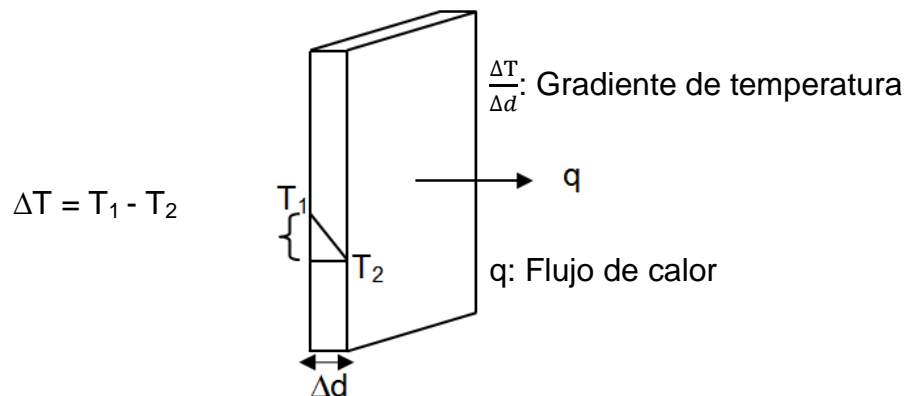 ΔT/Δd: Gradiente de temperatura
q
ΔT = T₁ - T₂
T₁
T₂
q: Flujo de calor
Δd